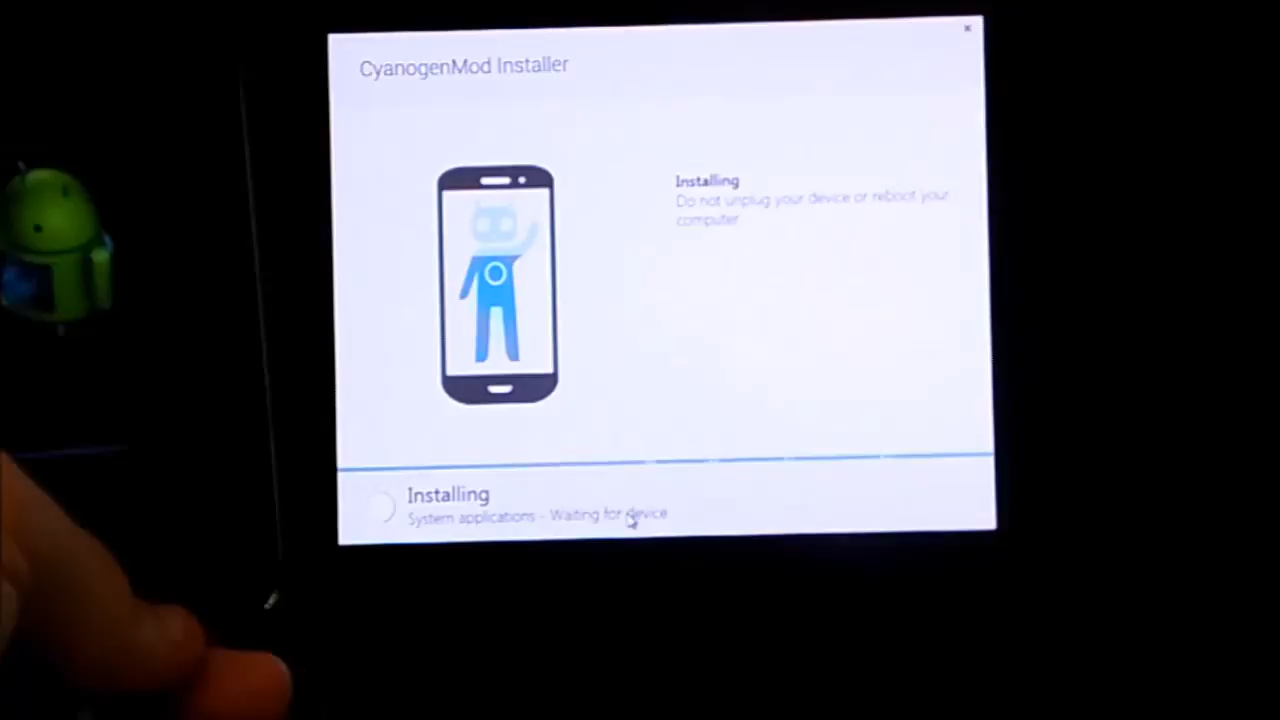 CyanogenMod Installer
Installing
Do not unplug your device or reboot your
computer
Installing
System applications - Waiting for device